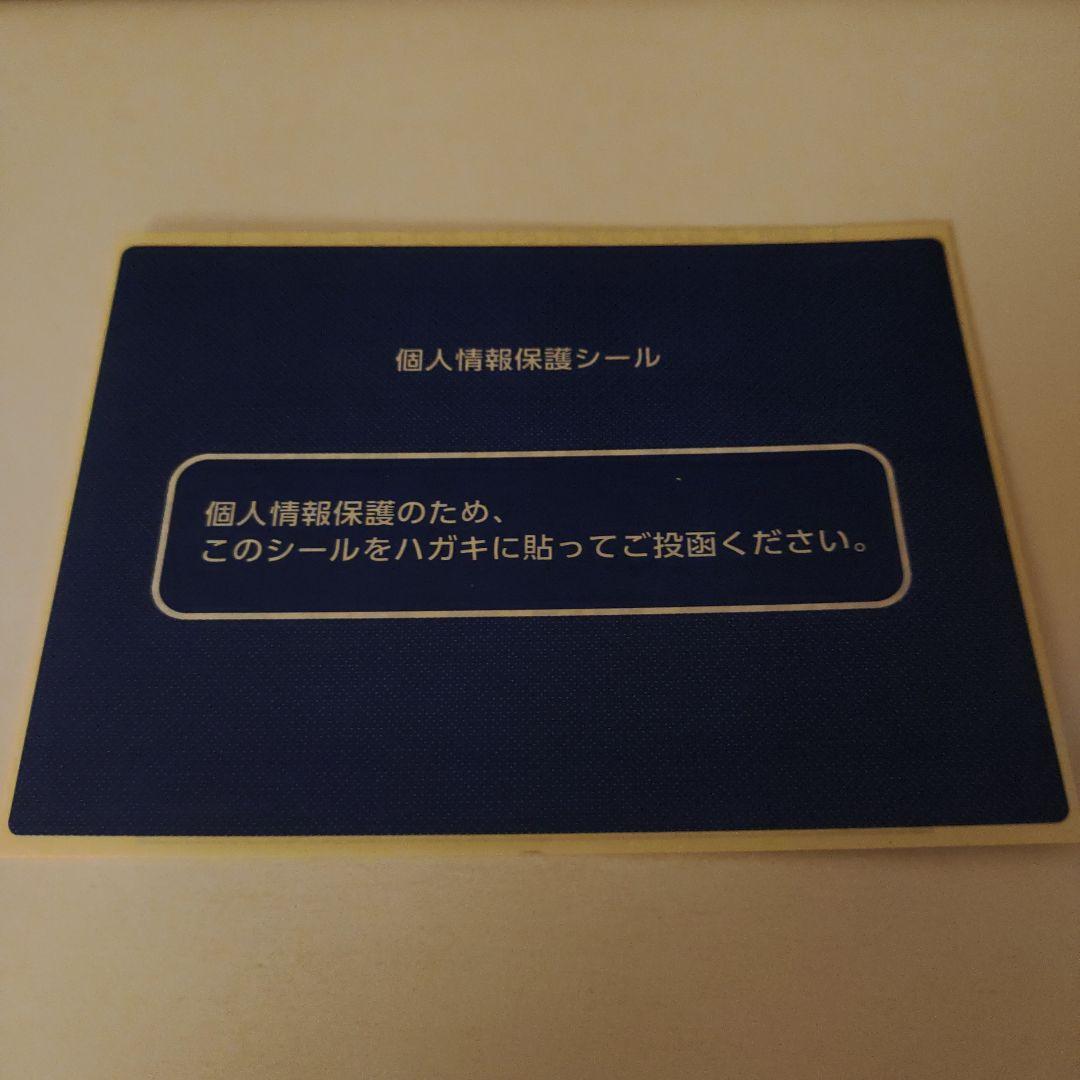 個人情報保護シール
個人情報保護のため、
このシールをハガキに貼ってご投函ください。